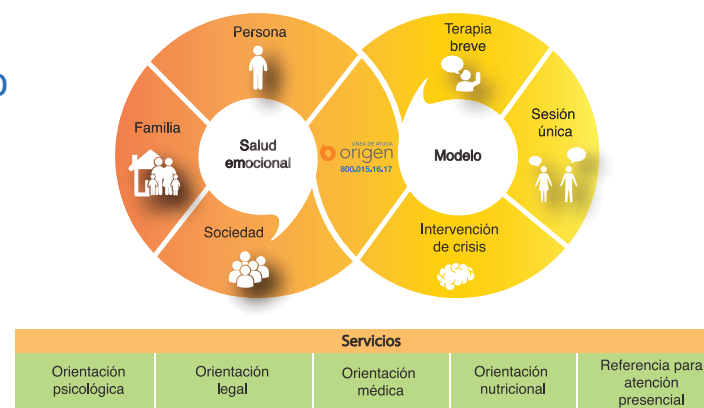 Persona
Familia
Salud
emocional
Sociedad
LÍNEA DE AYUDA
origen
800.015.16.17
Terapia
breve
Sesión
única
Modelo
Intervención
de crisis
Servicios
Orientación
psicológica
Orientación
legal
Orientación
médica
Orientación
nutricional
Referencia para
atención
presencial